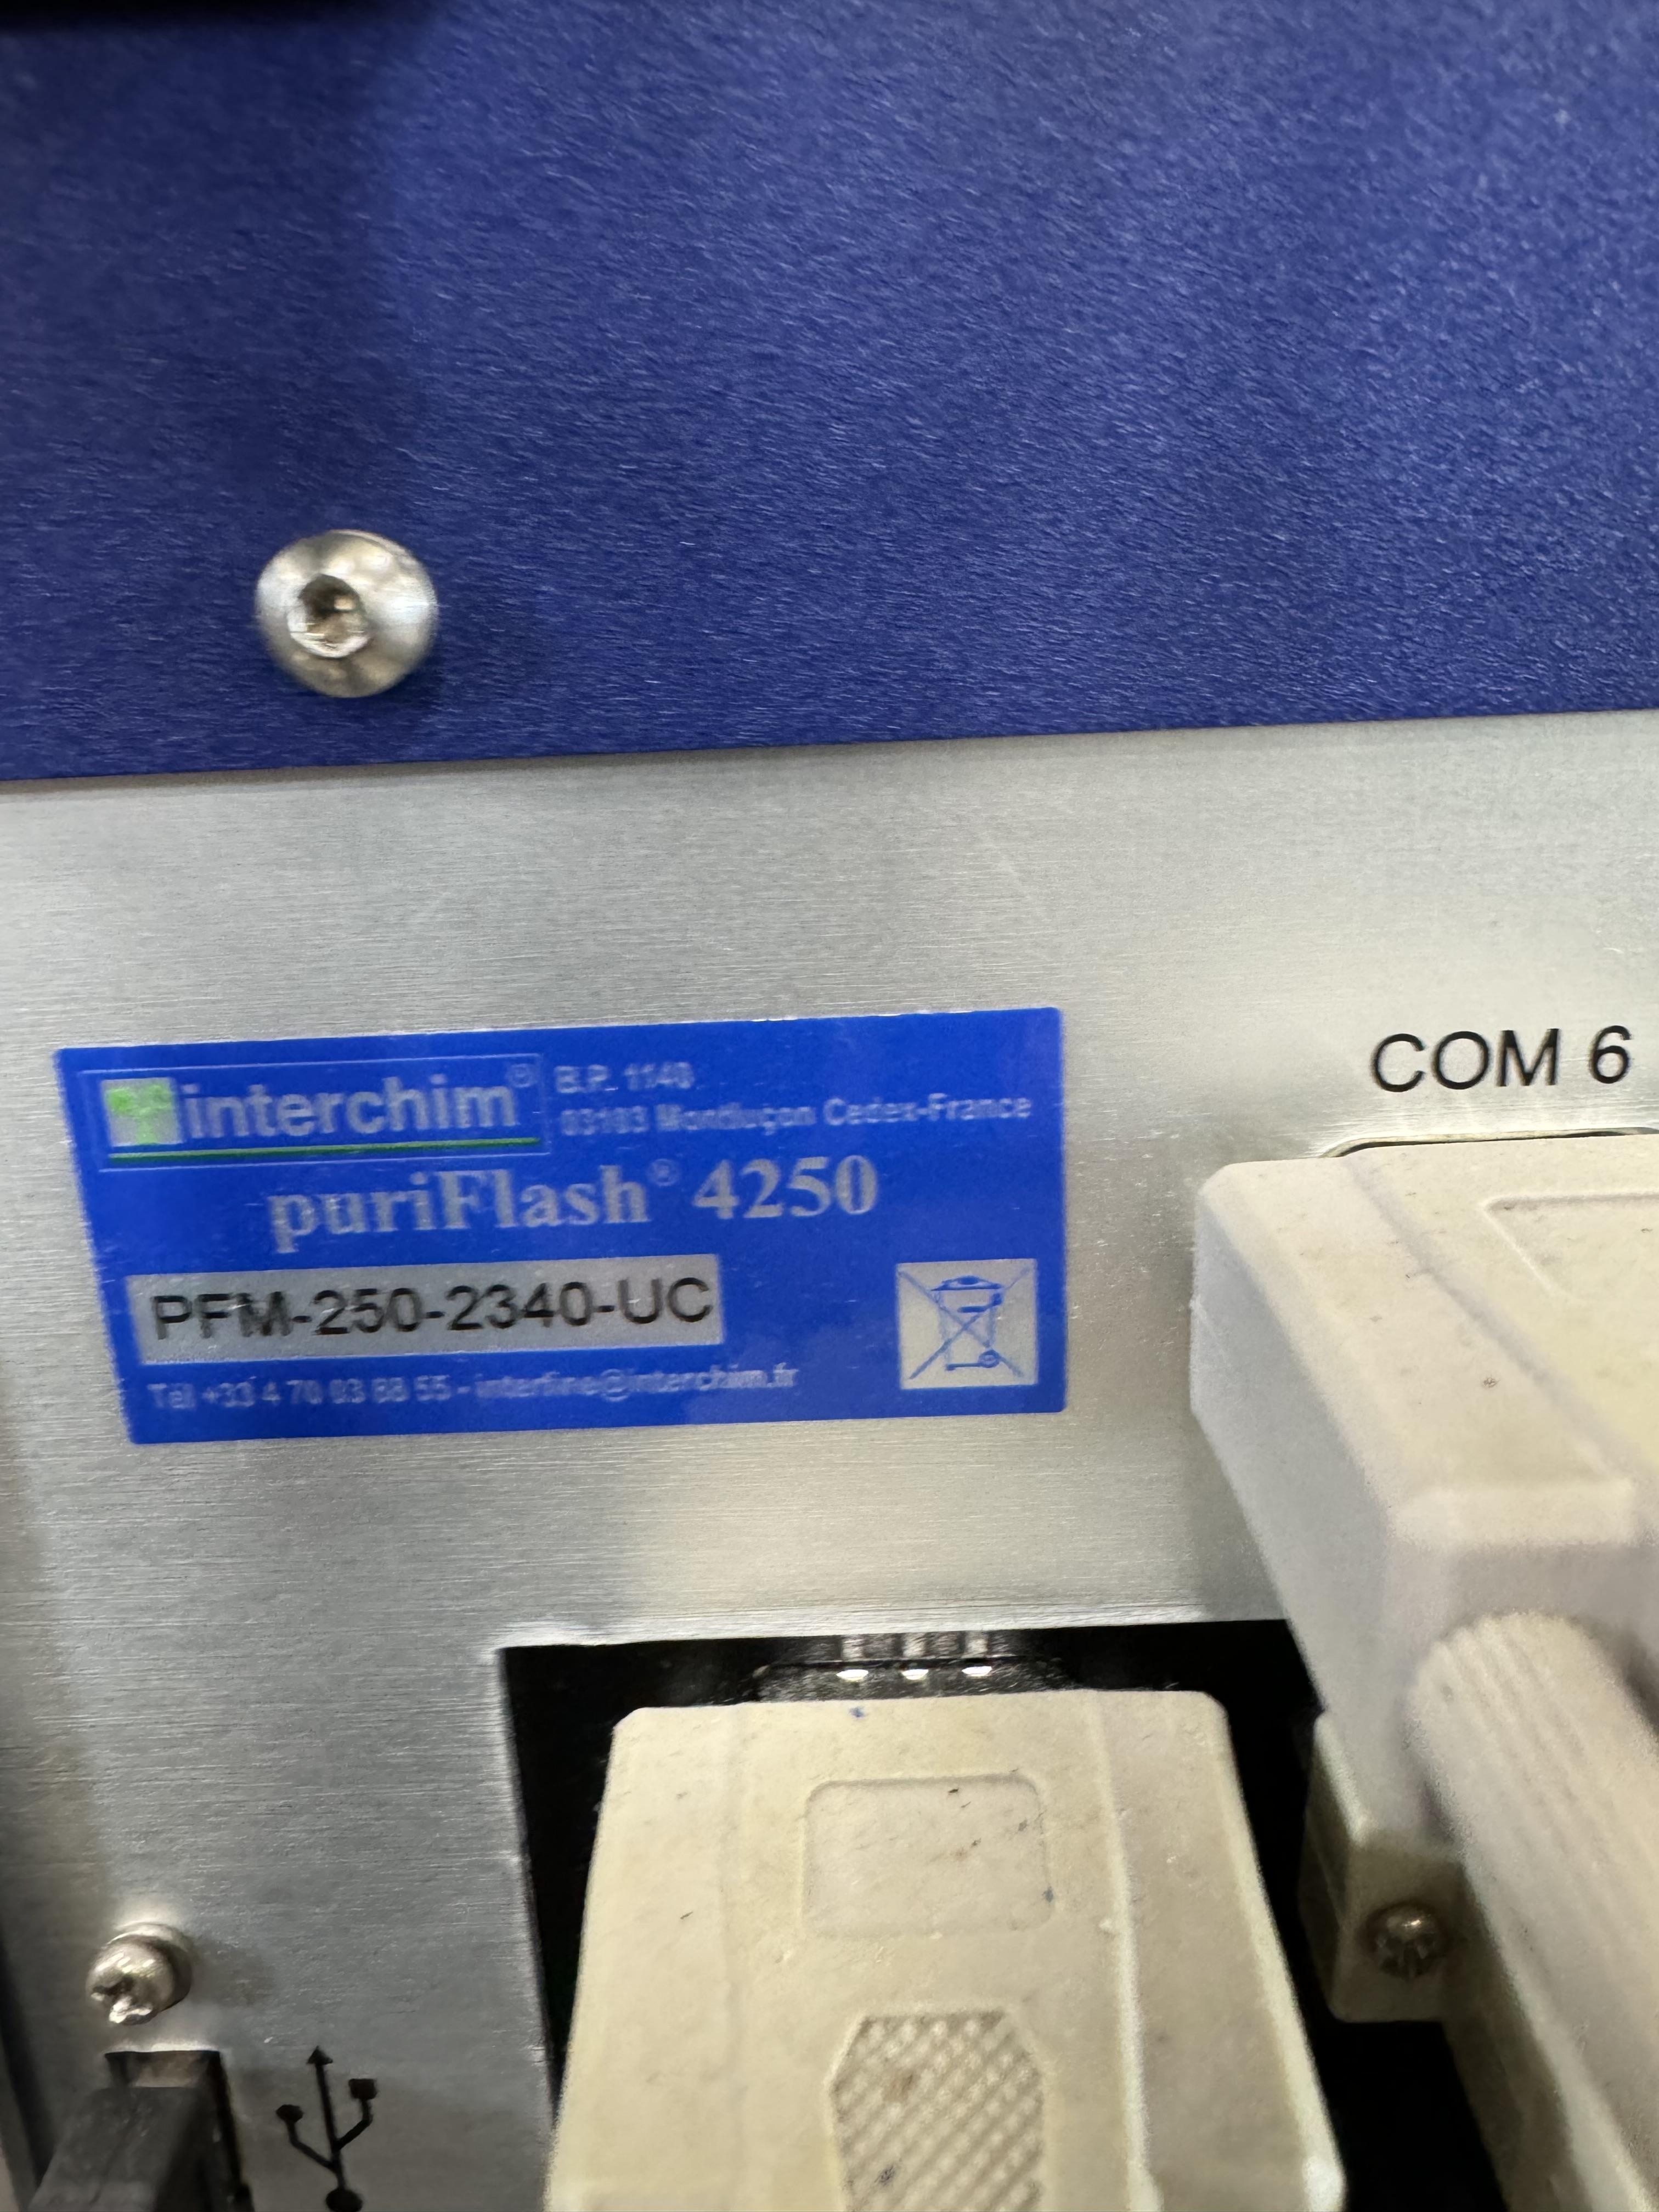 interchim®
B.P. 1140
03103 Montluçon Cedex-France
puriFlash® 4250
PFM-250-2340-UC
Tél +33 4 70 03 88 55 - interfine@interchim.fr
COM 6